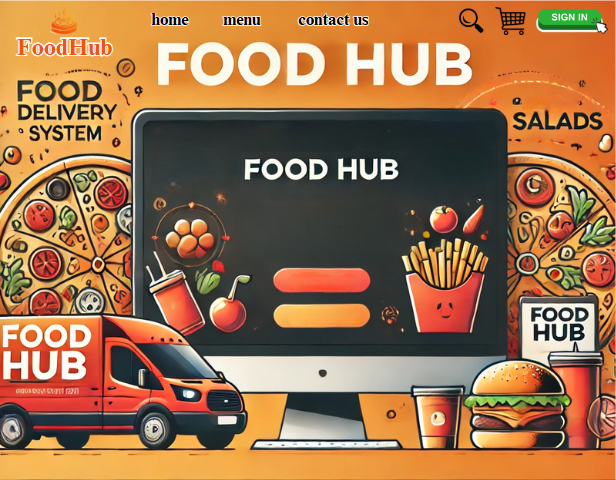 home menu contact us
SIGN IN
FoodHub
FOOD HUB
FOOD
DELIVERY
SYSTEM
SALADS
FOOD HUB
FOOD
HUB
FOOD
HUB